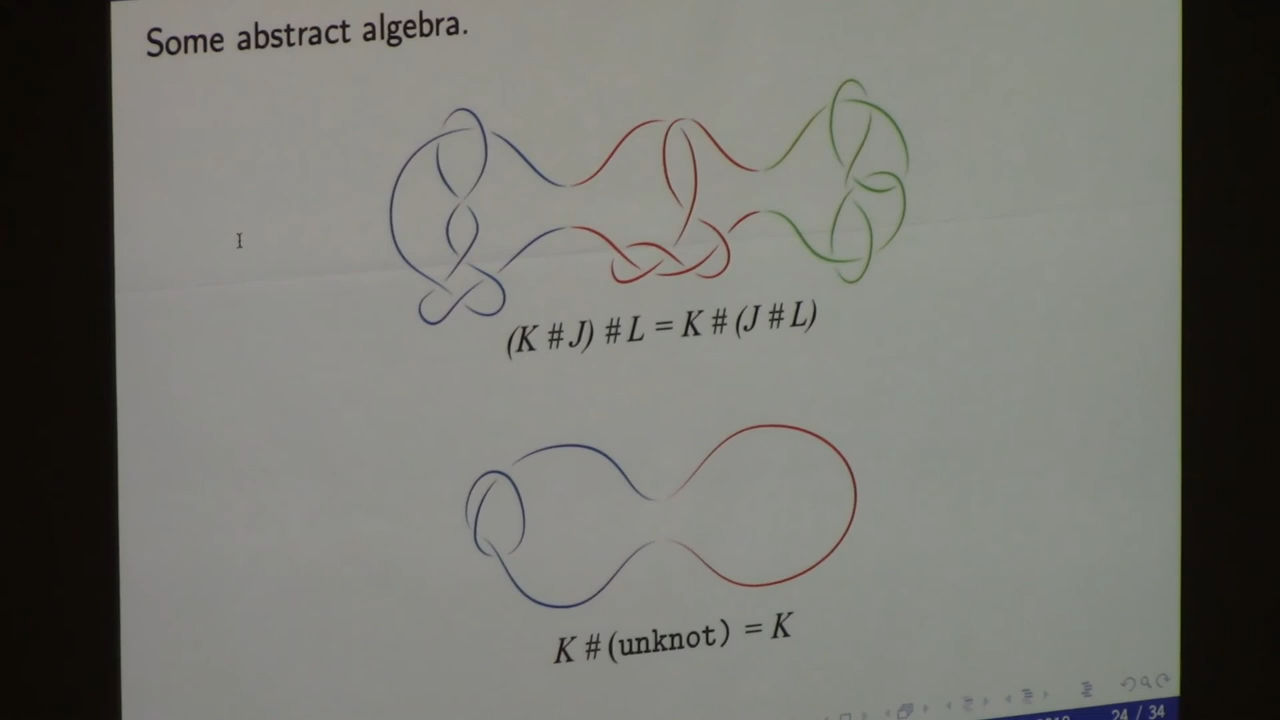 Some abstract algebra.
(K # J) # L = K # (J # L)
K # (unknot) = K
24 / 34